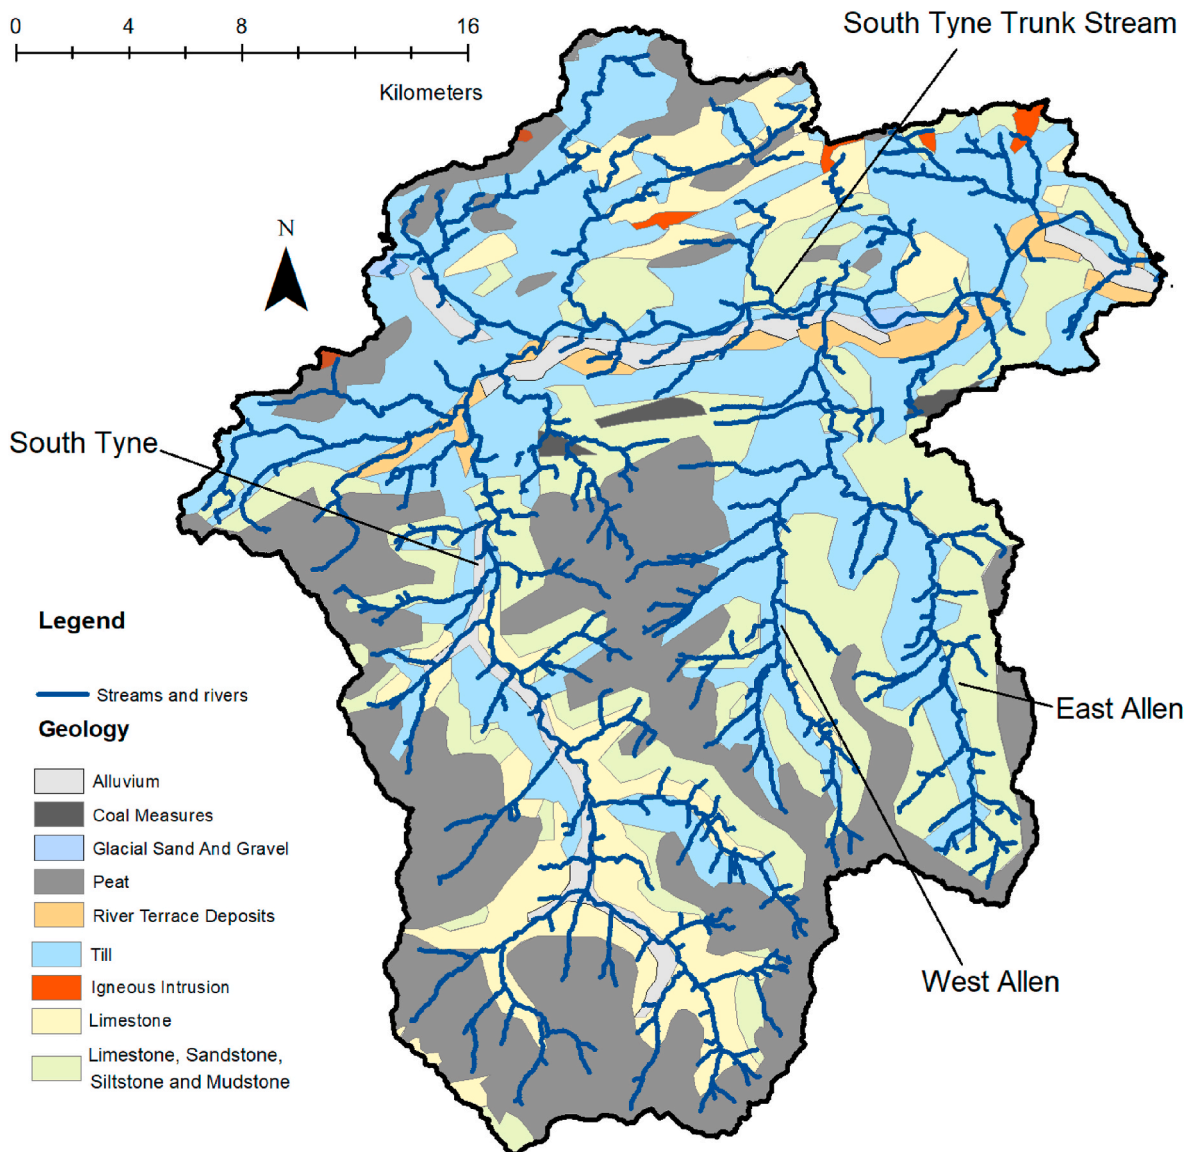 South Tyne Trunk Stream
0 4 8 16
Kilometers
N
South Tyne
Legend
Streams and rivers
Geology
East Allen
Alluvium
Coal Measures
Glacial Sand And Gravel
Peat
River Terrace Deposits
Till
West Allen
Igneous Intrusion
Limestone
Limestone, Sandstone,
Siltstone and Mudstone